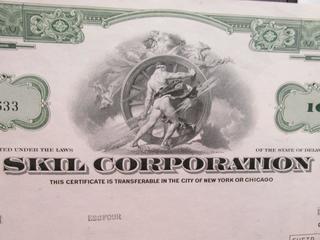 533
TED UNDER THE LAWS
OF THE STATE OF DELAW
SKIL CORPORATION
THIS CERTIFICATE IS TRANSFERABLE IN THE CITY OF NEW YORK OR CHICAGO